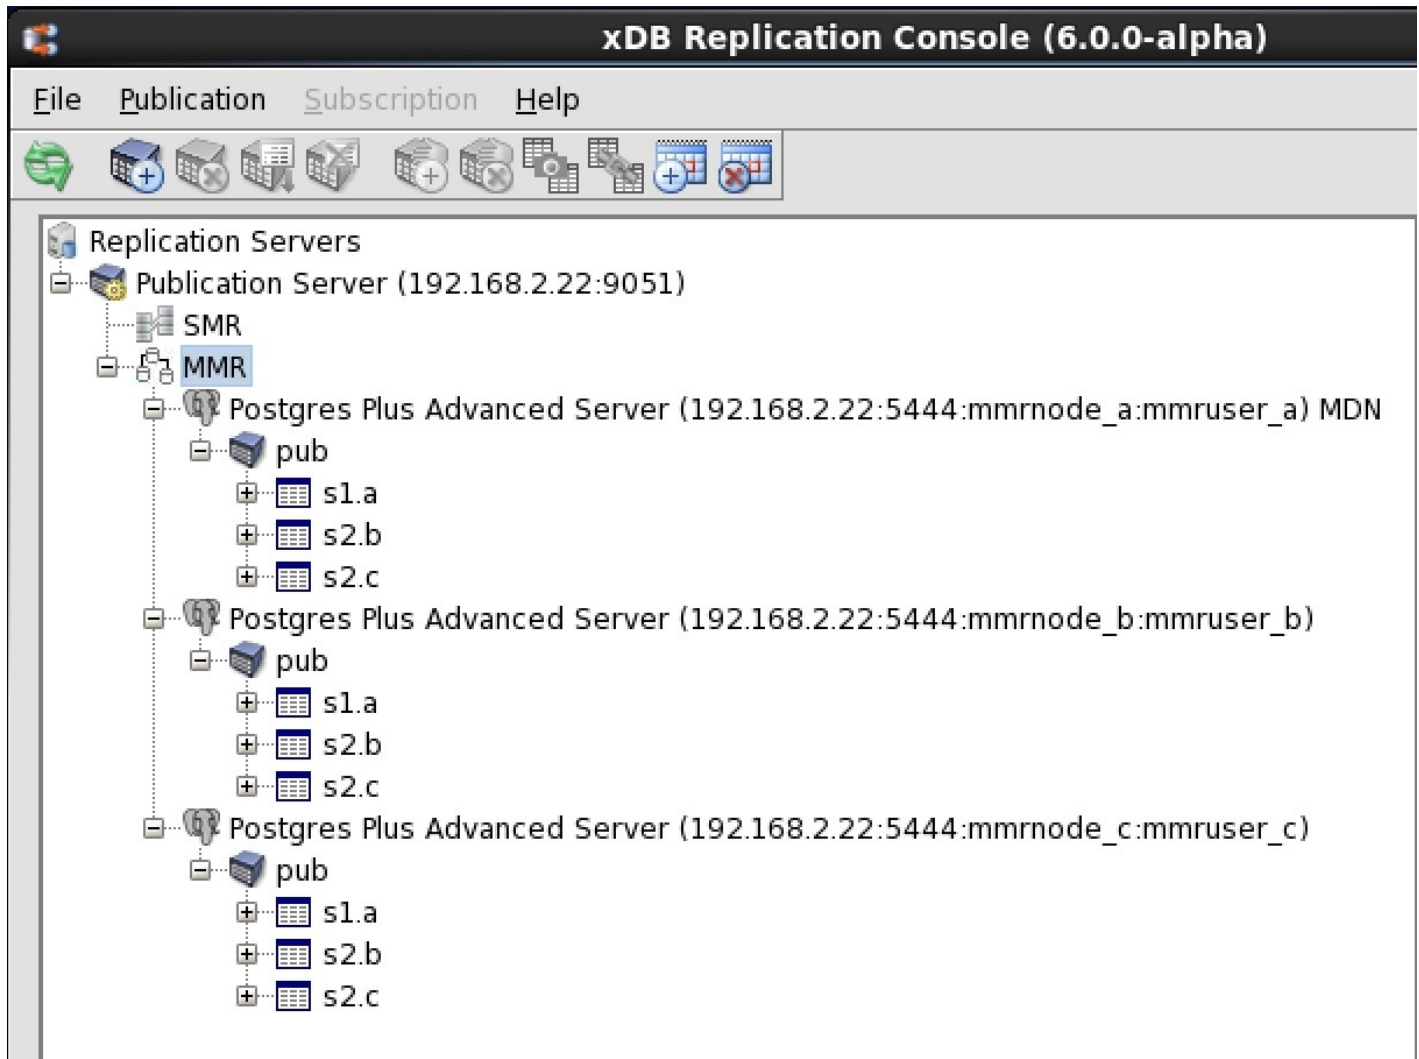 xDB Replication Console (6.0.0-alpha)
File Publication Subscription Help
Replication Servers
Publication Server (192.168.2.22:9051)
SMR
MMR
Postgres Plus Advanced Server (192.168.2.22:5444:mmrnode_a:mmruser_a) MDN
pub
s1.a
s2.b
s2.c
Postgres Plus Advanced Server (192.168.2.22:5444:mmrnode_b:mmruser_b)
pub
s1.a
s2.b
s2.c
Postgres Plus Advanced Server (192.168.2.22:5444:mmrnode_c:mmruser_c)
pub
s1.a
s2.b
s2.c